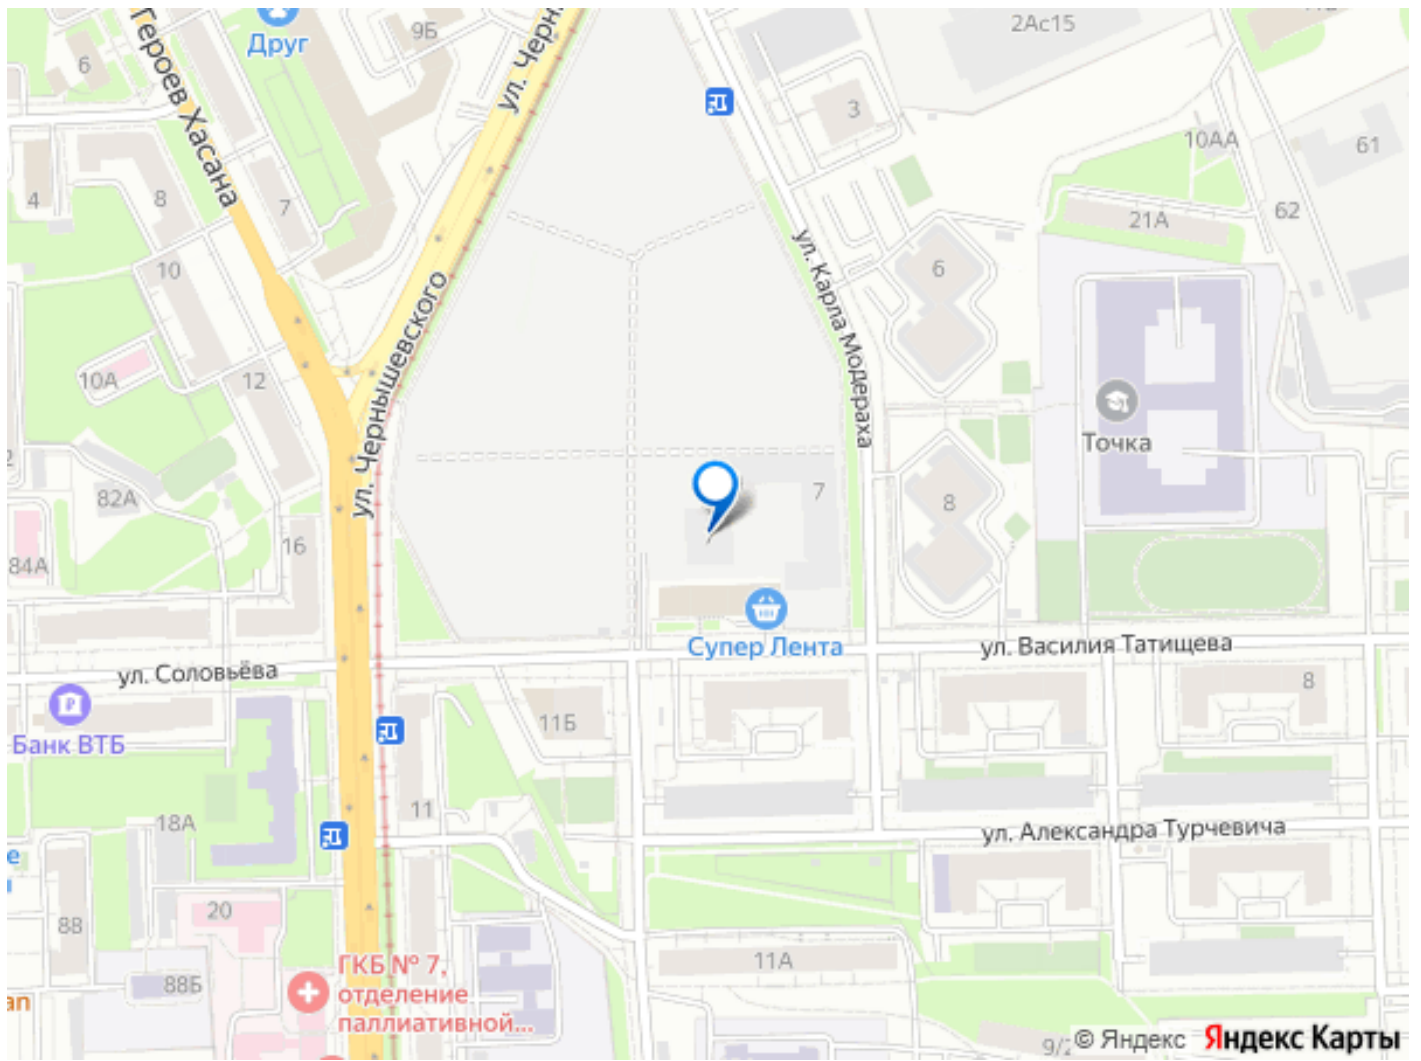 2Ас15
Героев Хасана
Друг
9Б
ул. Черн
6
3
10АА
61
4
8
7
62
21А
10
ул. Карла Модераха
6
ул. Чернышевского
10А
12
Точка
82А
7
8
16
84А
Супер Лента
ул. Василия Татищева
ул. Соловьёва
8
11Б
Банк ВТБ
11
18А
ул. Александра Турчевича
20
88
11А
ГКБ № 7,
отделение
паллиативной...
88Б
© Яндекс Яндекс Карты